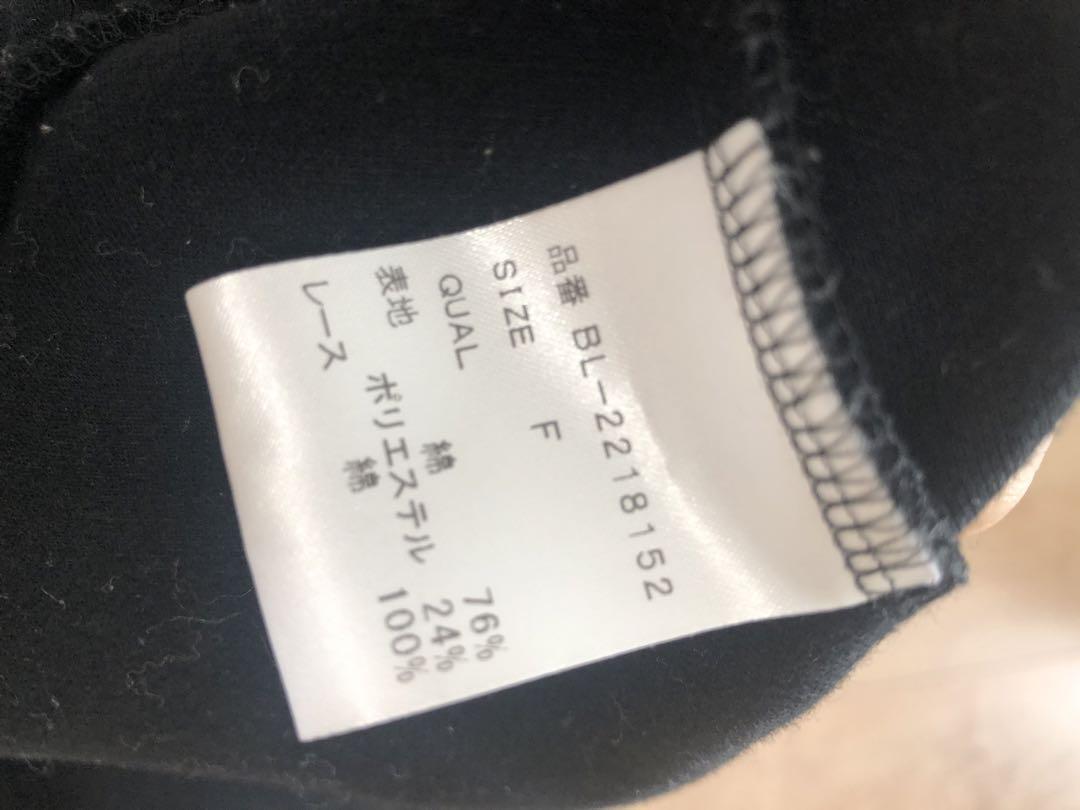 品番 BL-2218152
SIZE F
QUAL
表地 綿 76%
ポリエステル 24%
レース 綿 100%